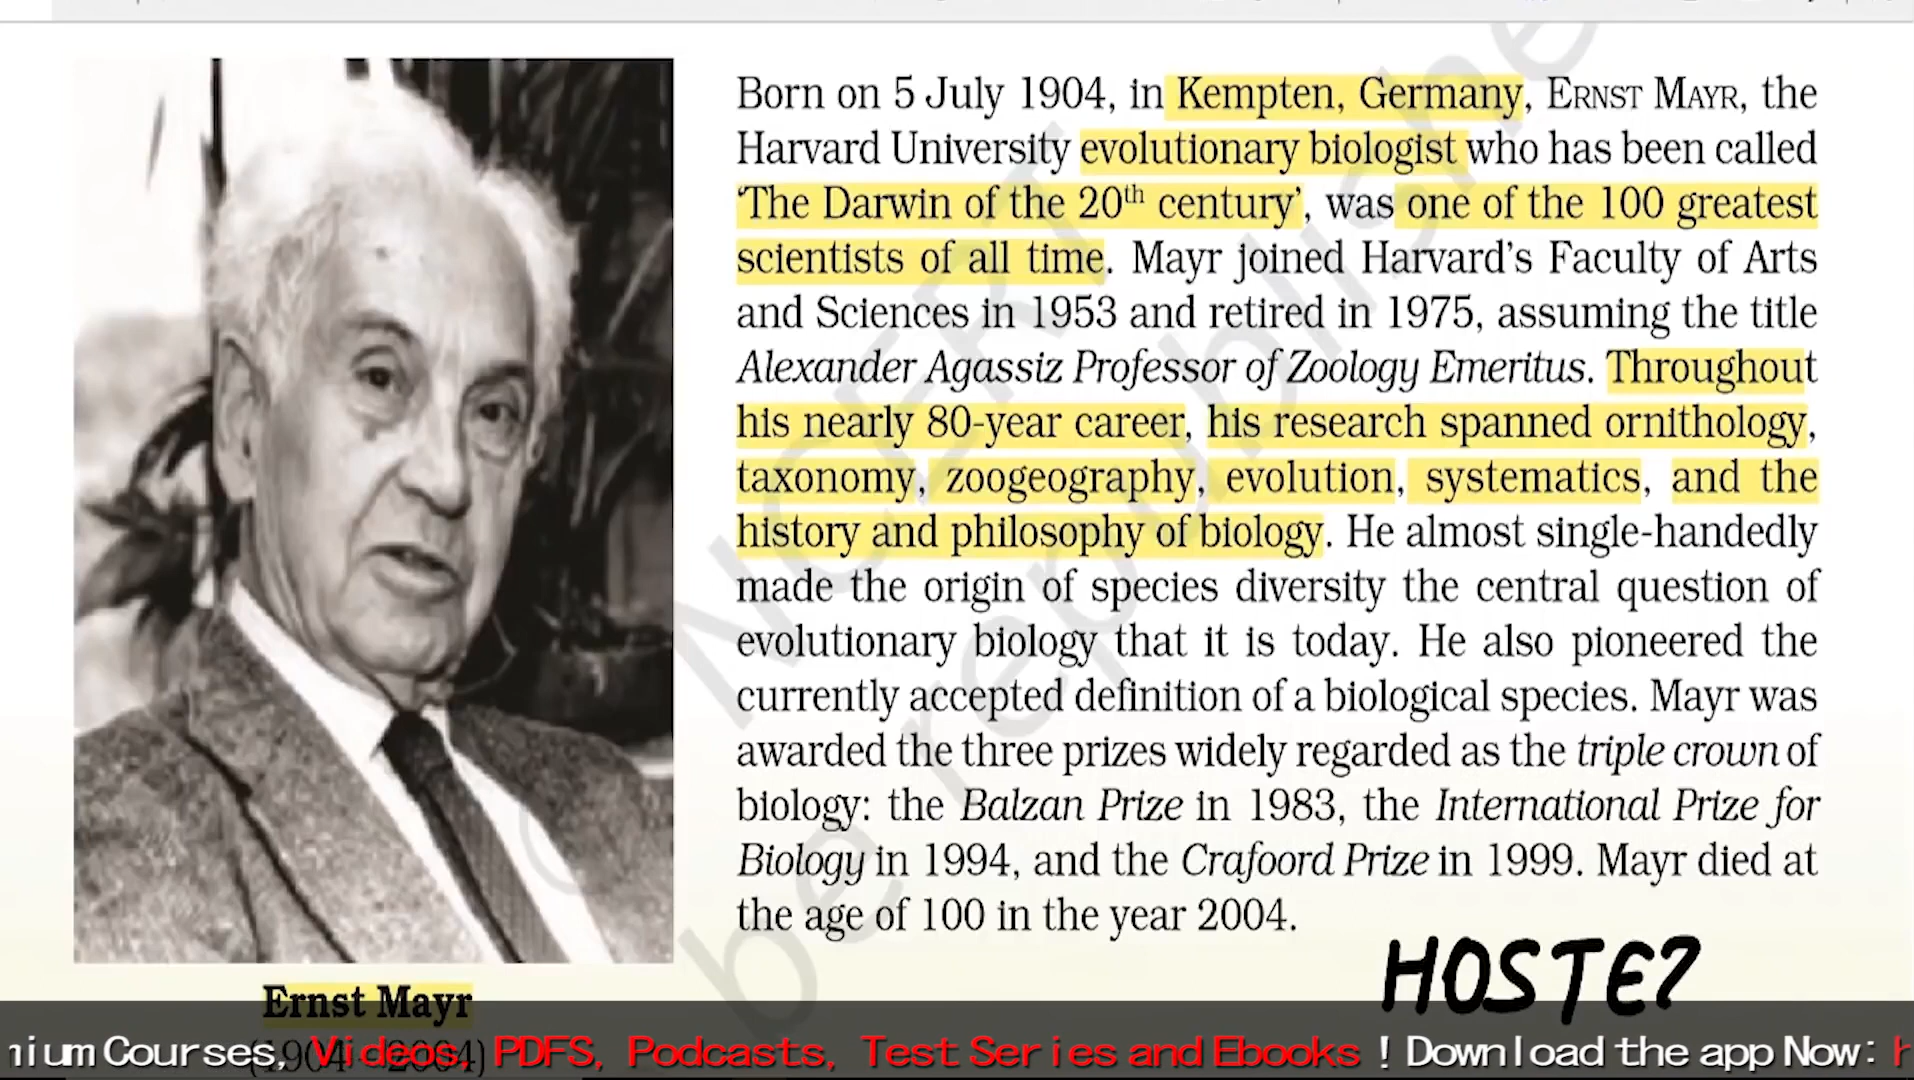 Born on 5 July 1904, in Kempten, Germany, ERNST MAYR, the
Harvard University evolutionary biologist who has been called
‘The Darwin of the 20th century’, was one of the 100 greatest
scientists of all time. Mayr joined Harvard’s Faculty of Arts
and Sciences in 1953 and retired in 1975, assuming the title
Alexander Agassiz Professor of Zoology Emeritus. Throughout
his nearly 80-year career, his research spanned ornithology,
taxonomy, zoogeography, evolution, systematics, and the
history and philosophy of biology. He almost single-handedly
made the origin of species diversity the central question of
evolutionary biology that it is today. He also pioneered the
currently accepted definition of a biological species. Mayr was
awarded the three prizes widely regarded as the triple crown of
biology: the Balzan Prize in 1983, the International Prize for
Biology in 1994, and the Crafoord Prize in 1999. Mayr died at
the age of 100 in the year 2004.
© NCERT
be republished
Ernst Mayr
(1904 – 2004)
Courses, Videos, PDFS, Podcasts, Test Series and Ebooks ! Download the app Now: